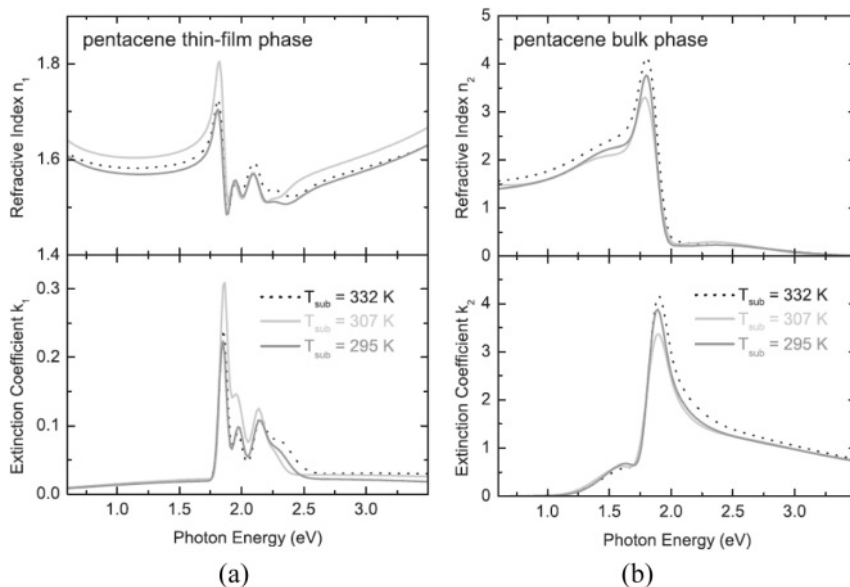 pentacene thin-film phase
Refractive Index n1
1.8
1.6
1.4
Extinction Coefficient k1
0.3
0.2
0.1
0.0
Tsub = 332 K
Tsub = 307 K
Tsub = 295 K
1.0 1.5 2.0 2.5 3.0
Photon Energy (eV)
(a)
pentacene bulk phase
Refractive Index n2
5
4
3
2
1
0
Extinction Coefficient k2
4
3
2
1
0
Tsub = 332 K
Tsub = 307 K
Tsub = 295 K
1.0 1.5 2.0 2.5 3.0
Photon Energy (eV)
(b)